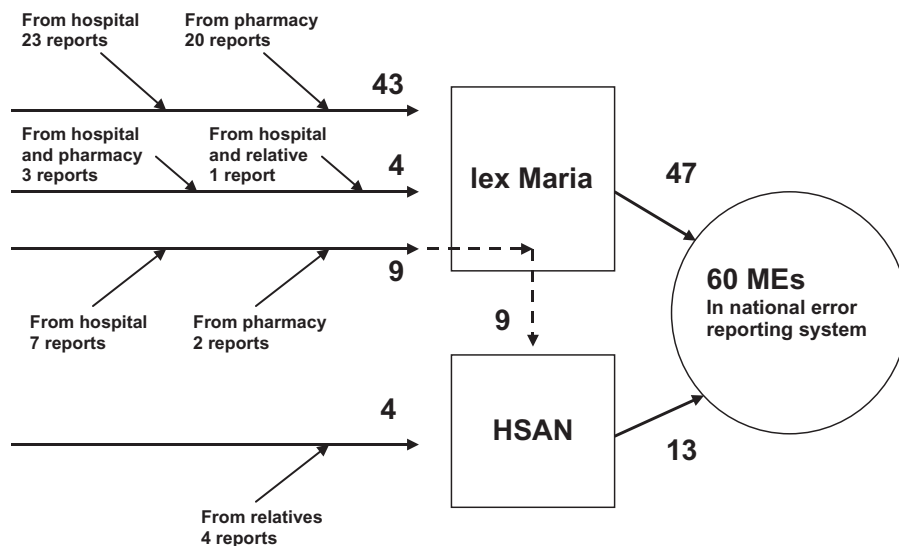 From hospital
23 reports
From pharmacy
20 reports
43
From hospital
and pharmacy
3 reports
From hospital
and relative
1 report
4
lex Maria
47
9
From hospital
7 reports
From pharmacy
2 reports
9
60 MEs
In national error
reporting system
4
HSAN
13
From relatives
4 reports